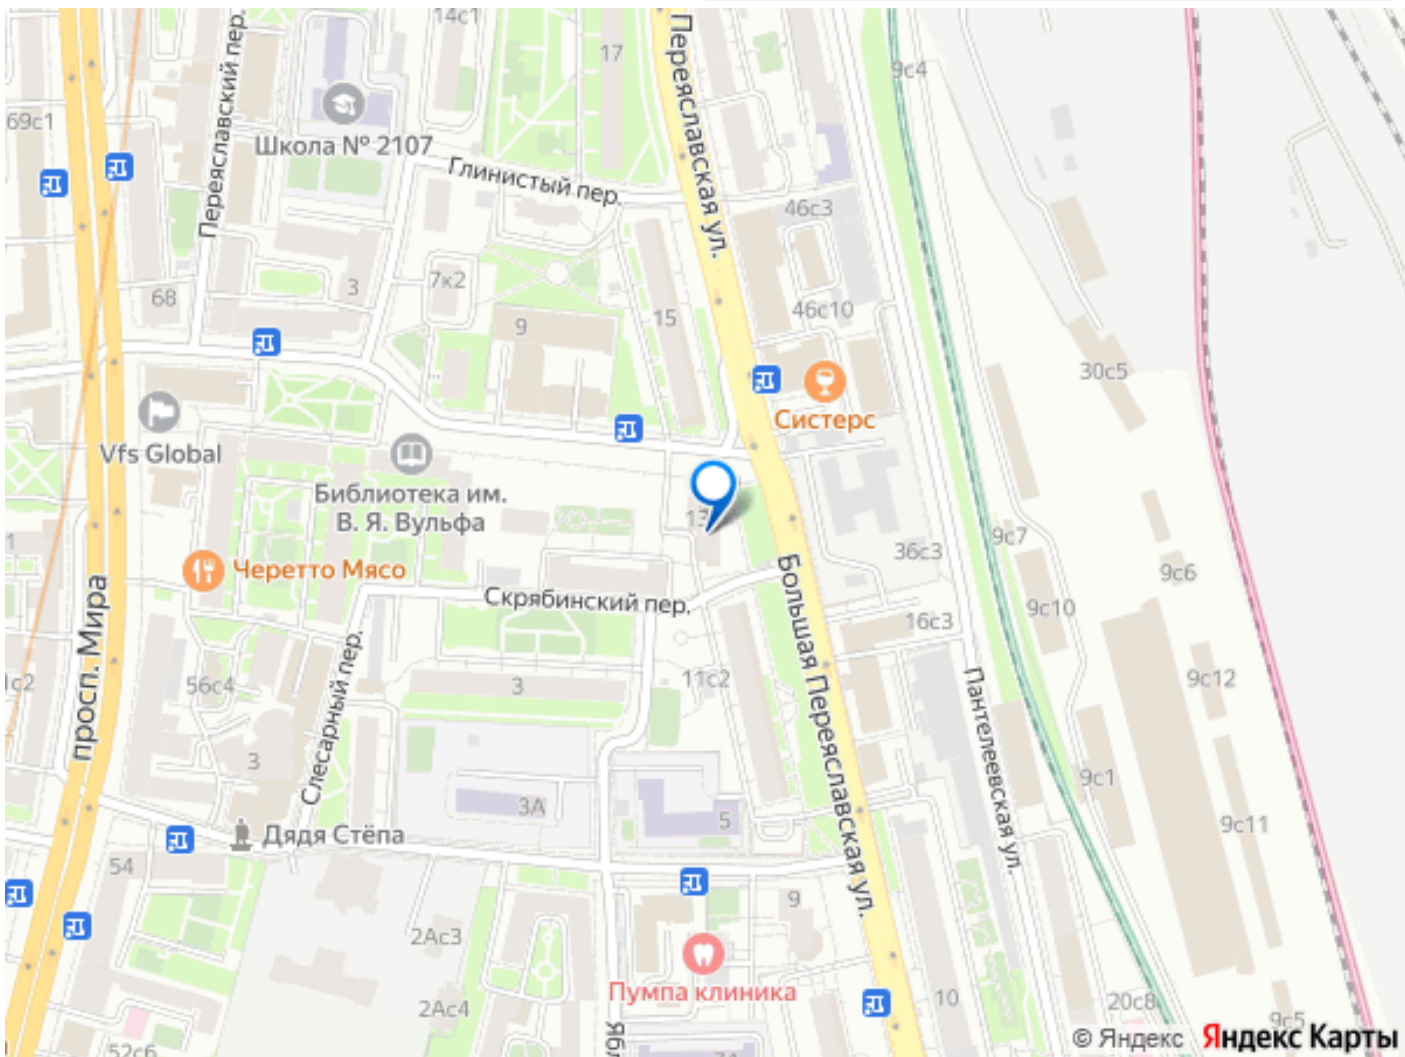 14с1
Переяславская ул.
Переяславский пер.
17
9с4
69с1
Школа № 2107
Глинистый пер.
46с3
3
7к2
68
9
15
46с10
30с5
Систерс
Vfs Global
Библиотека им.
В. Я. Вульфа
13
36с3
9с7
9с6
Черетто Мясо
Скрябинский пер.
Большая Переяславская ул.
9с10
16с3
просп. Мира
Слесарный пер.
56с4
3
11с2
Пантелеевская ул.
9с12
3
9с1
3А
5
9с11
Дядя Стёпа
54
9
2Ас3
Пумпа клиника
2Ас4
10
20с8
9с5
52с6
© Яндекс Яндекс Карты